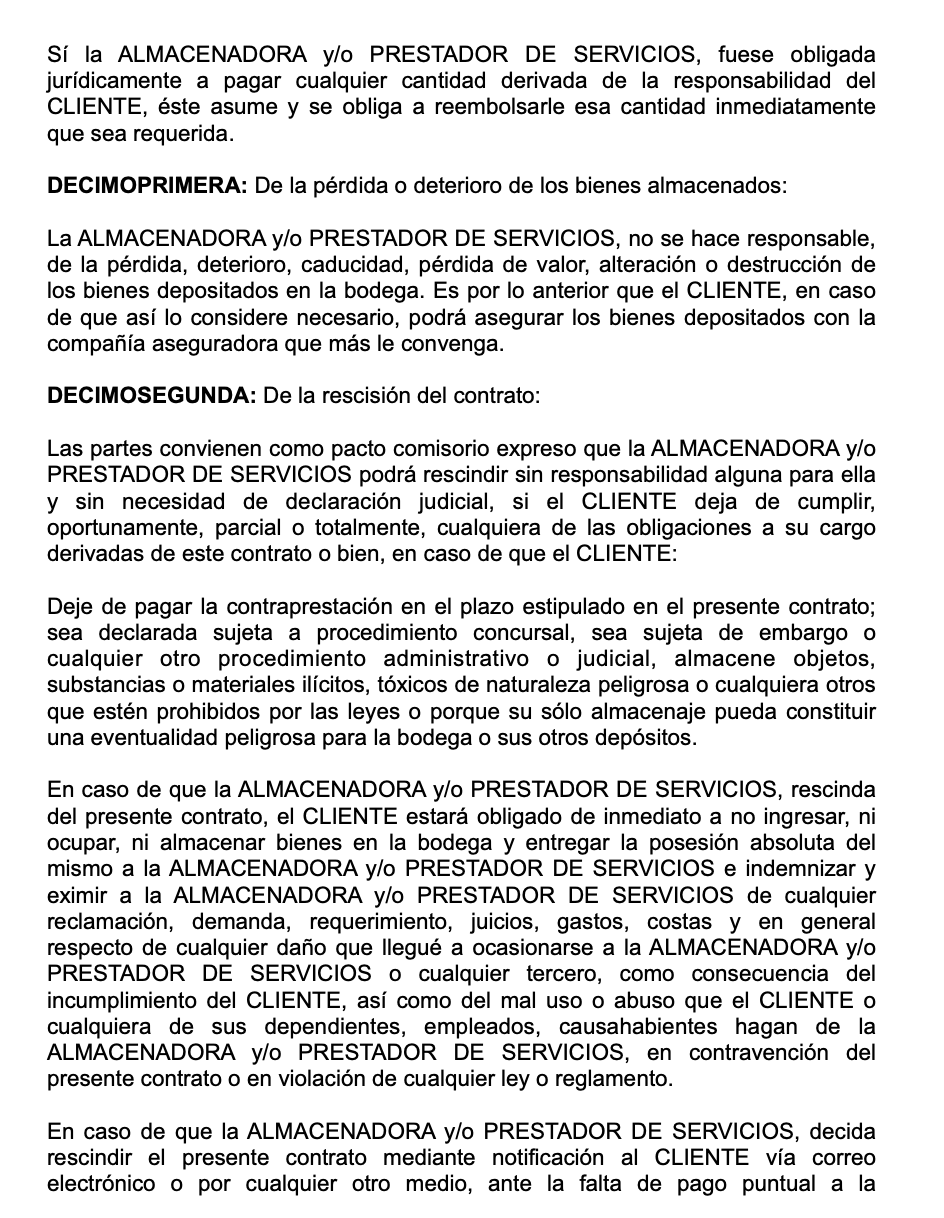 Sí la ALMACENADORA y/o PRESTADOR DE SERVICIOS, fuese obligada
jurídicamente a pagar cualquier cantidad derivada de la responsabilidad del
CLIENTE, éste asume y se obliga a reembolsarle esa cantidad inmediatamente
que sea requerida.
DECIMOPRIMERA: De la pérdida o deterioro de los bienes almacenados:
La ALMACENADORA y/o PRESTADOR DE SERVICIOS, no se hace responsable,
de la pérdida, deterioro, caducidad, pérdida de valor, alteración o destrucción de
los bienes depositados en la bodega. Es por lo anterior que el CLIENTE, en caso
de que así lo considere necesario, podrá asegurar los bienes depositados con la
compañía aseguradora que más le convenga.
DECIMOSEGUNDA: De la rescisión del contrato:
Las partes convienen como pacto comisorio expreso que la ALMACENADORA y/o
PRESTADOR DE SERVICIOS podrá rescindir sin responsabilidad alguna para ella
y sin necesidad de declaración judicial, si el CLIENTE deja de cumplir,
oportunamente, parcial o totalmente, cualquiera de las obligaciones a su cargo
derivadas de este contrato o bien, en caso de que el CLIENTE:
Deje de pagar la contraprestación en el plazo estipulado en el presente contrato;
sea declarada sujeta a procedimiento concursal, sea sujeta de embargo o
cualquier otro procedimiento administrativo o judicial, almacene objetos,
substancias o materiales ilícitos, tóxicos de naturaleza peligrosa o cualquiera otros
que estén prohibidos por las leyes o porque su sólo almacenaje pueda constituir
una eventualidad peligrosa para la bodega o sus otros depósitos.
En caso de que la ALMACENADORA y/o PRESTADOR DE SERVICIOS, rescinda
del presente contrato, el CLIENTE estará obligado de inmediato a no ingresar, ni
ocupar, ni almacenar bienes en la bodega y entregar la posesión absoluta del
mismo a la ALMACENADORA y/o PRESTADOR DE SERVICIOS e indemnizar y
eximir a la ALMACENADORA y/o PRESTADOR DE SERVICIOS de cualquier
reclamación, demanda, requerimiento, juicios, gastos, costas y en general
respecto de cualquier daño que llegué a ocasionarse a la ALMACENADORA y/o
PRESTADOR DE SERVICIOS o cualquier tercero, como consecuencia del
incumplimiento del CLIENTE, así como del mal uso o abuso que el CLIENTE o
cualquiera de sus dependientes, empleados, causahabientes hagan de la
ALMACENADORA y/o PRESTADOR DE SERVICIOS, en contravención del
presente contrato o en violación de cualquier ley o reglamento.
En caso de que la ALMACENADORA y/o PRESTADOR DE SERVICIOS, decida
rescindir el presente contrato mediante notificación al CLIENTE vía correo
electrónico o por cualquier otro medio, ante la falta de pago puntual a la